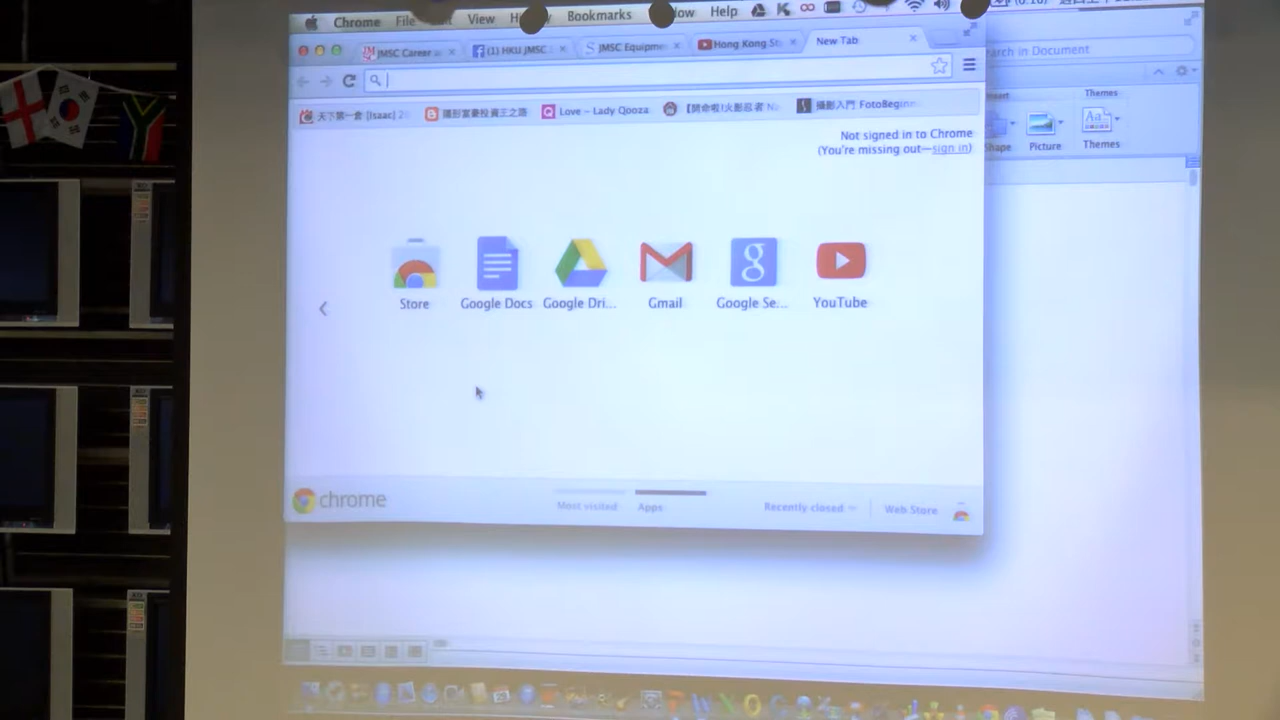 Chrome File View Bookmarks Help
JMSC Career (1) HKU JMSC JMSC Equipme Hong Kong St New Tab
天下第一倉 [Isaac] Love – Lady Qooza 攝影入門 FotoBeginn
Not signed in to Chrome
(You're missing out—sign in)
Search in Document
Themes
Shape Picture Themes
Store Google Docs Google Dri... Gmail Google Se... YouTube
chrome Most visited Apps Recently closed Web Store